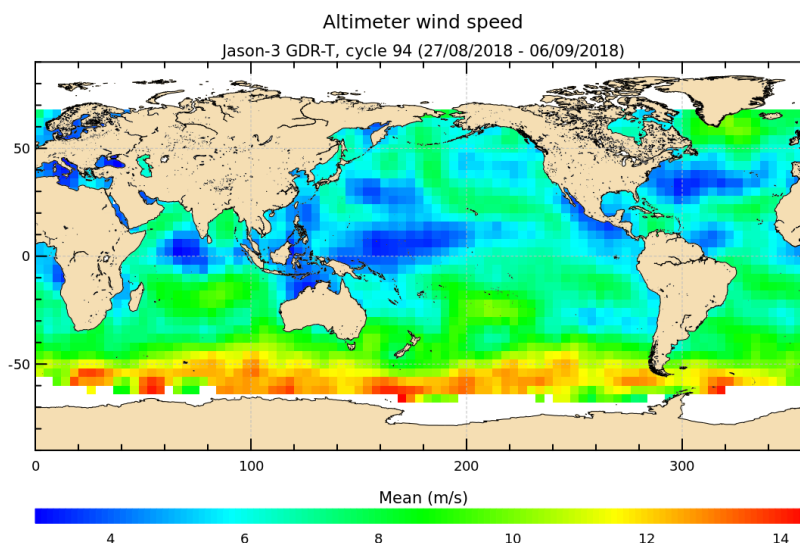 Altimeter wind speed
Jason-3 GDR-T, cycle 94 (27/08/2018 - 06/09/2018)
50
0
-50
0 100 200 300
Mean (m/s)
4 6 8 10 12 14